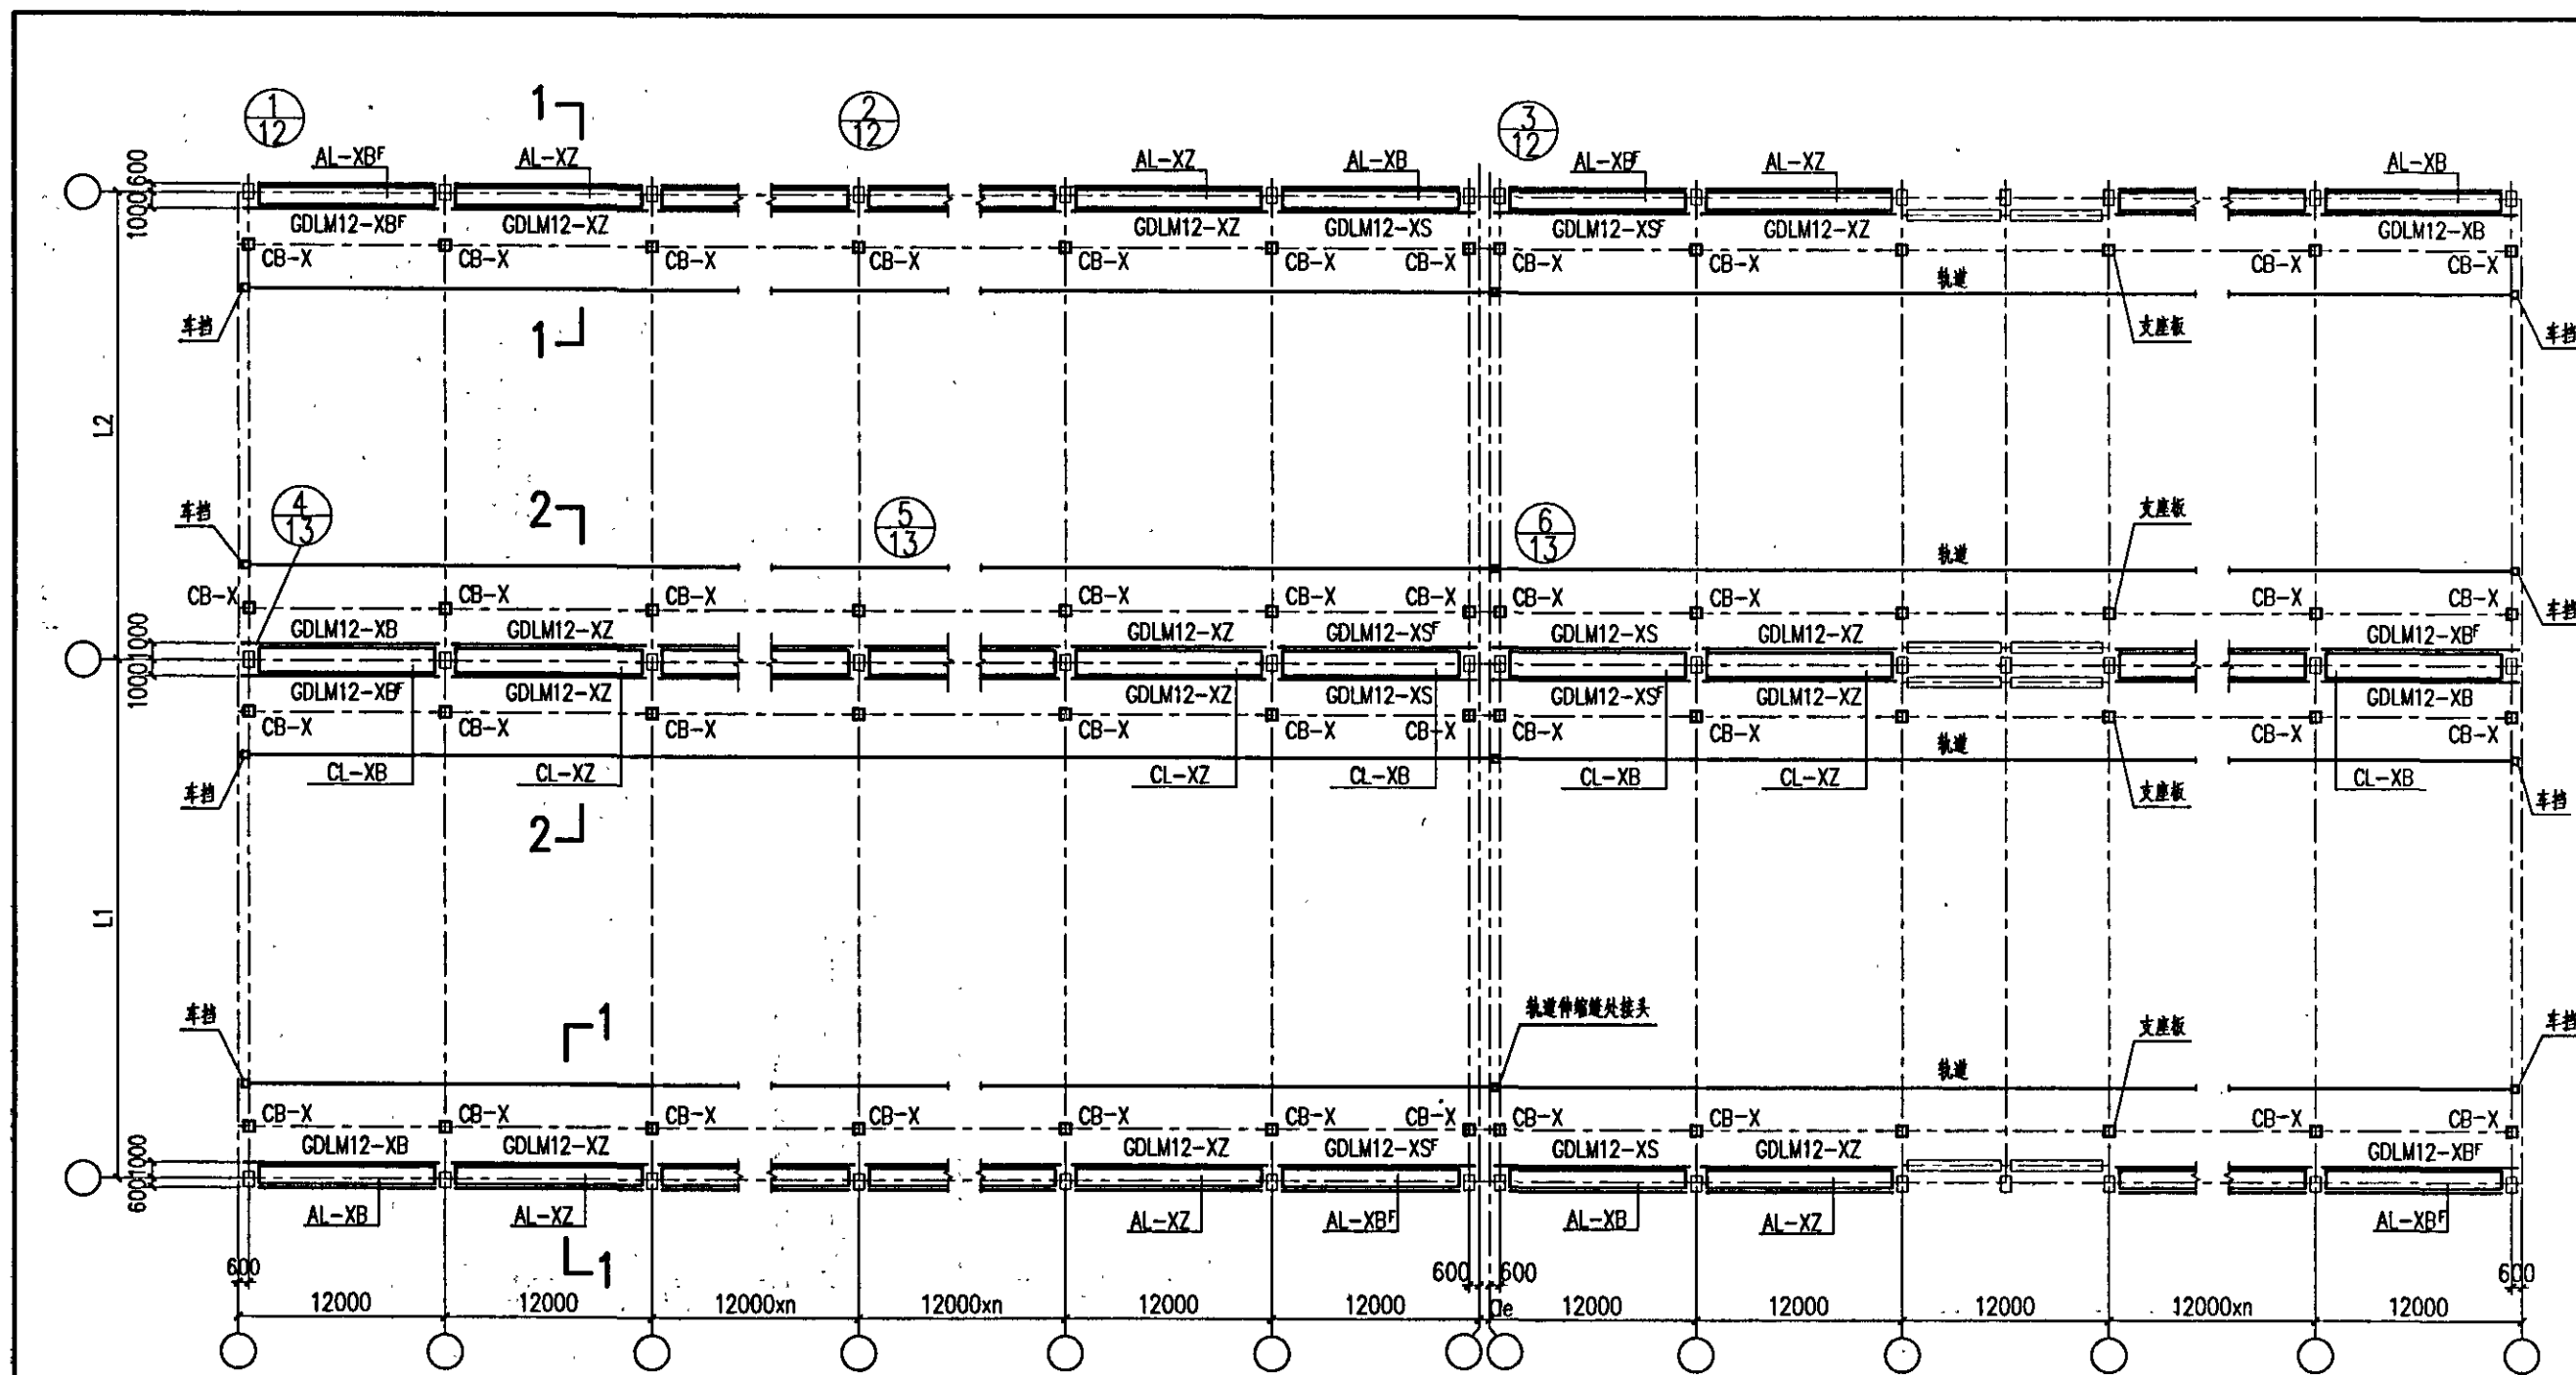 1 1 2 3
12 12 12
AL-XBF AL-XZ AL-XZ AL-XB AL-XBF AL-XZ AL-XB
600
1000
GDLM12-XBF GDLM12-XZ GDLM12-XZ GDLM12-XS GDLM12-XSF GDLM12-XZ GDLM12-XB
CB-X CB-X CB-X CB-X CB-X CB-X CB-X CB-X CB-X CB-X CB-X
轨道
车挡 1 支座板 车挡
L2
车挡 4 2 5 6 支座板
13 13 13
轨道
CB-X CB-X CB-X CB-X CB-X CB-X CB-X CB-X CB-X CB-X
车挡
GDLM12-XB GDLM12-XZ GDLM12-XZ GDLM12-XSF GDLM12-XS GDLM12-XZ GDLM12-XBF
1000
1000
GDLM12-XBF GDLM12-XZ GDLM12-XZ GDLM12-XS GDLM12-XSF GDLM12-XZ GDLM12-XB
CB-X CB-X CB-X CB-X CB-X CB-X CB-X CB-X CB-X CB-X
轨道
CL-XB CL-XZ CL-XZ CL-XB CL-XB CL-XZ CL-XB
车挡 支座板 车挡
2
L1
车挡 1 轨道伸缩缝处接头 支座板 车挡
轨道
CB-X CB-X CB-X CB-X CB-X CB-X CB-X CB-X CB-X CB-X CB-X
GDLM12-XB GDLM12-XZ GDLM12-XZ GDLM12-XSF GDLM12-XS GDLM12-XZ GDLM12-XBF
1000
600
AL-XB AL-XZ AL-XZ AL-XBF AL-XB AL-XZ AL-XBF
600 1 600 600 600
12000 12000 12000xn 12000xn 12000 12000 ae 12000 12000 12000 12000xn 12000